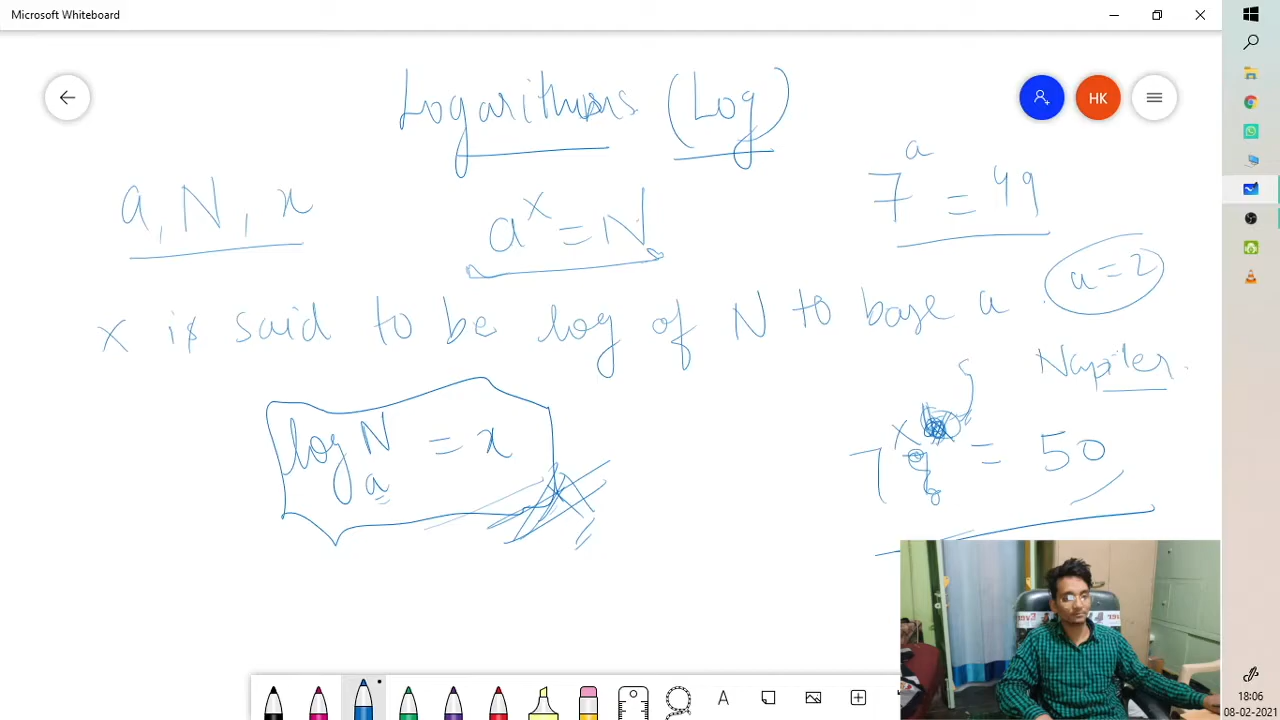 Microsoft Whiteboard
Logarithms (Log)
HK
a, N, x
a^x = N
7^a = 49
a = 2
x is said to be log of N to base a.
Napier.
log_a N = x
= 50
A
18:06
08-02-2021